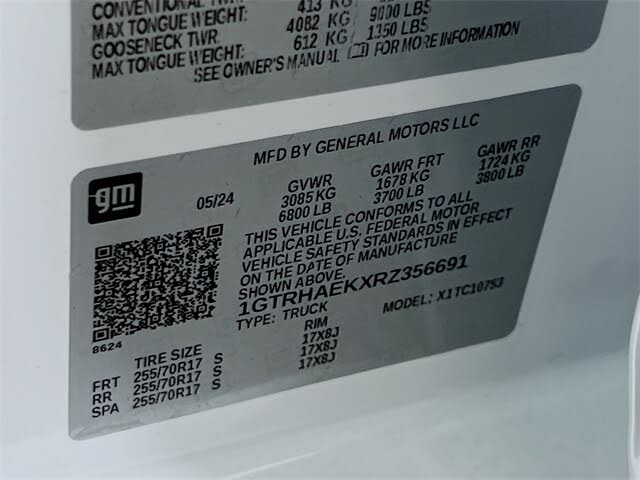 CONVENTIONAL TWR 413 KG
MAX TONGUE WEIGHT: 4082 KG 9000 LBS
GOOSENECK TWR 612 KG 1350 LBS
MAX TONGUE WEIGHT:
SEE OWNER'S MANUAL FOR MORE INFORMATION
MFD BY GENERAL MOTORS LLC
gm
05/24
GVWR GAWR FRT GAWR RR
3085 KG 1678 KG 1724 KG
6800 LB 3700 LB 3800 LB
THIS VEHICLE CONFORMS TO ALL
APPLICABLE U.S. FEDERAL MOTOR
VEHICLE SAFETY STANDARDS IN EFFECT
ON THE DATE OF MANUFACTURE
SHOWN ABOVE.
1GTRHAEKXRZ356691
TYPE: TRUCK MODEL: X1TC10753
8624
TIRE SIZE RIM
FRT 255/70R17 S 17X8J
RR 255/70R17 S 17X8J
SPA 255/70R17 S 17X8J